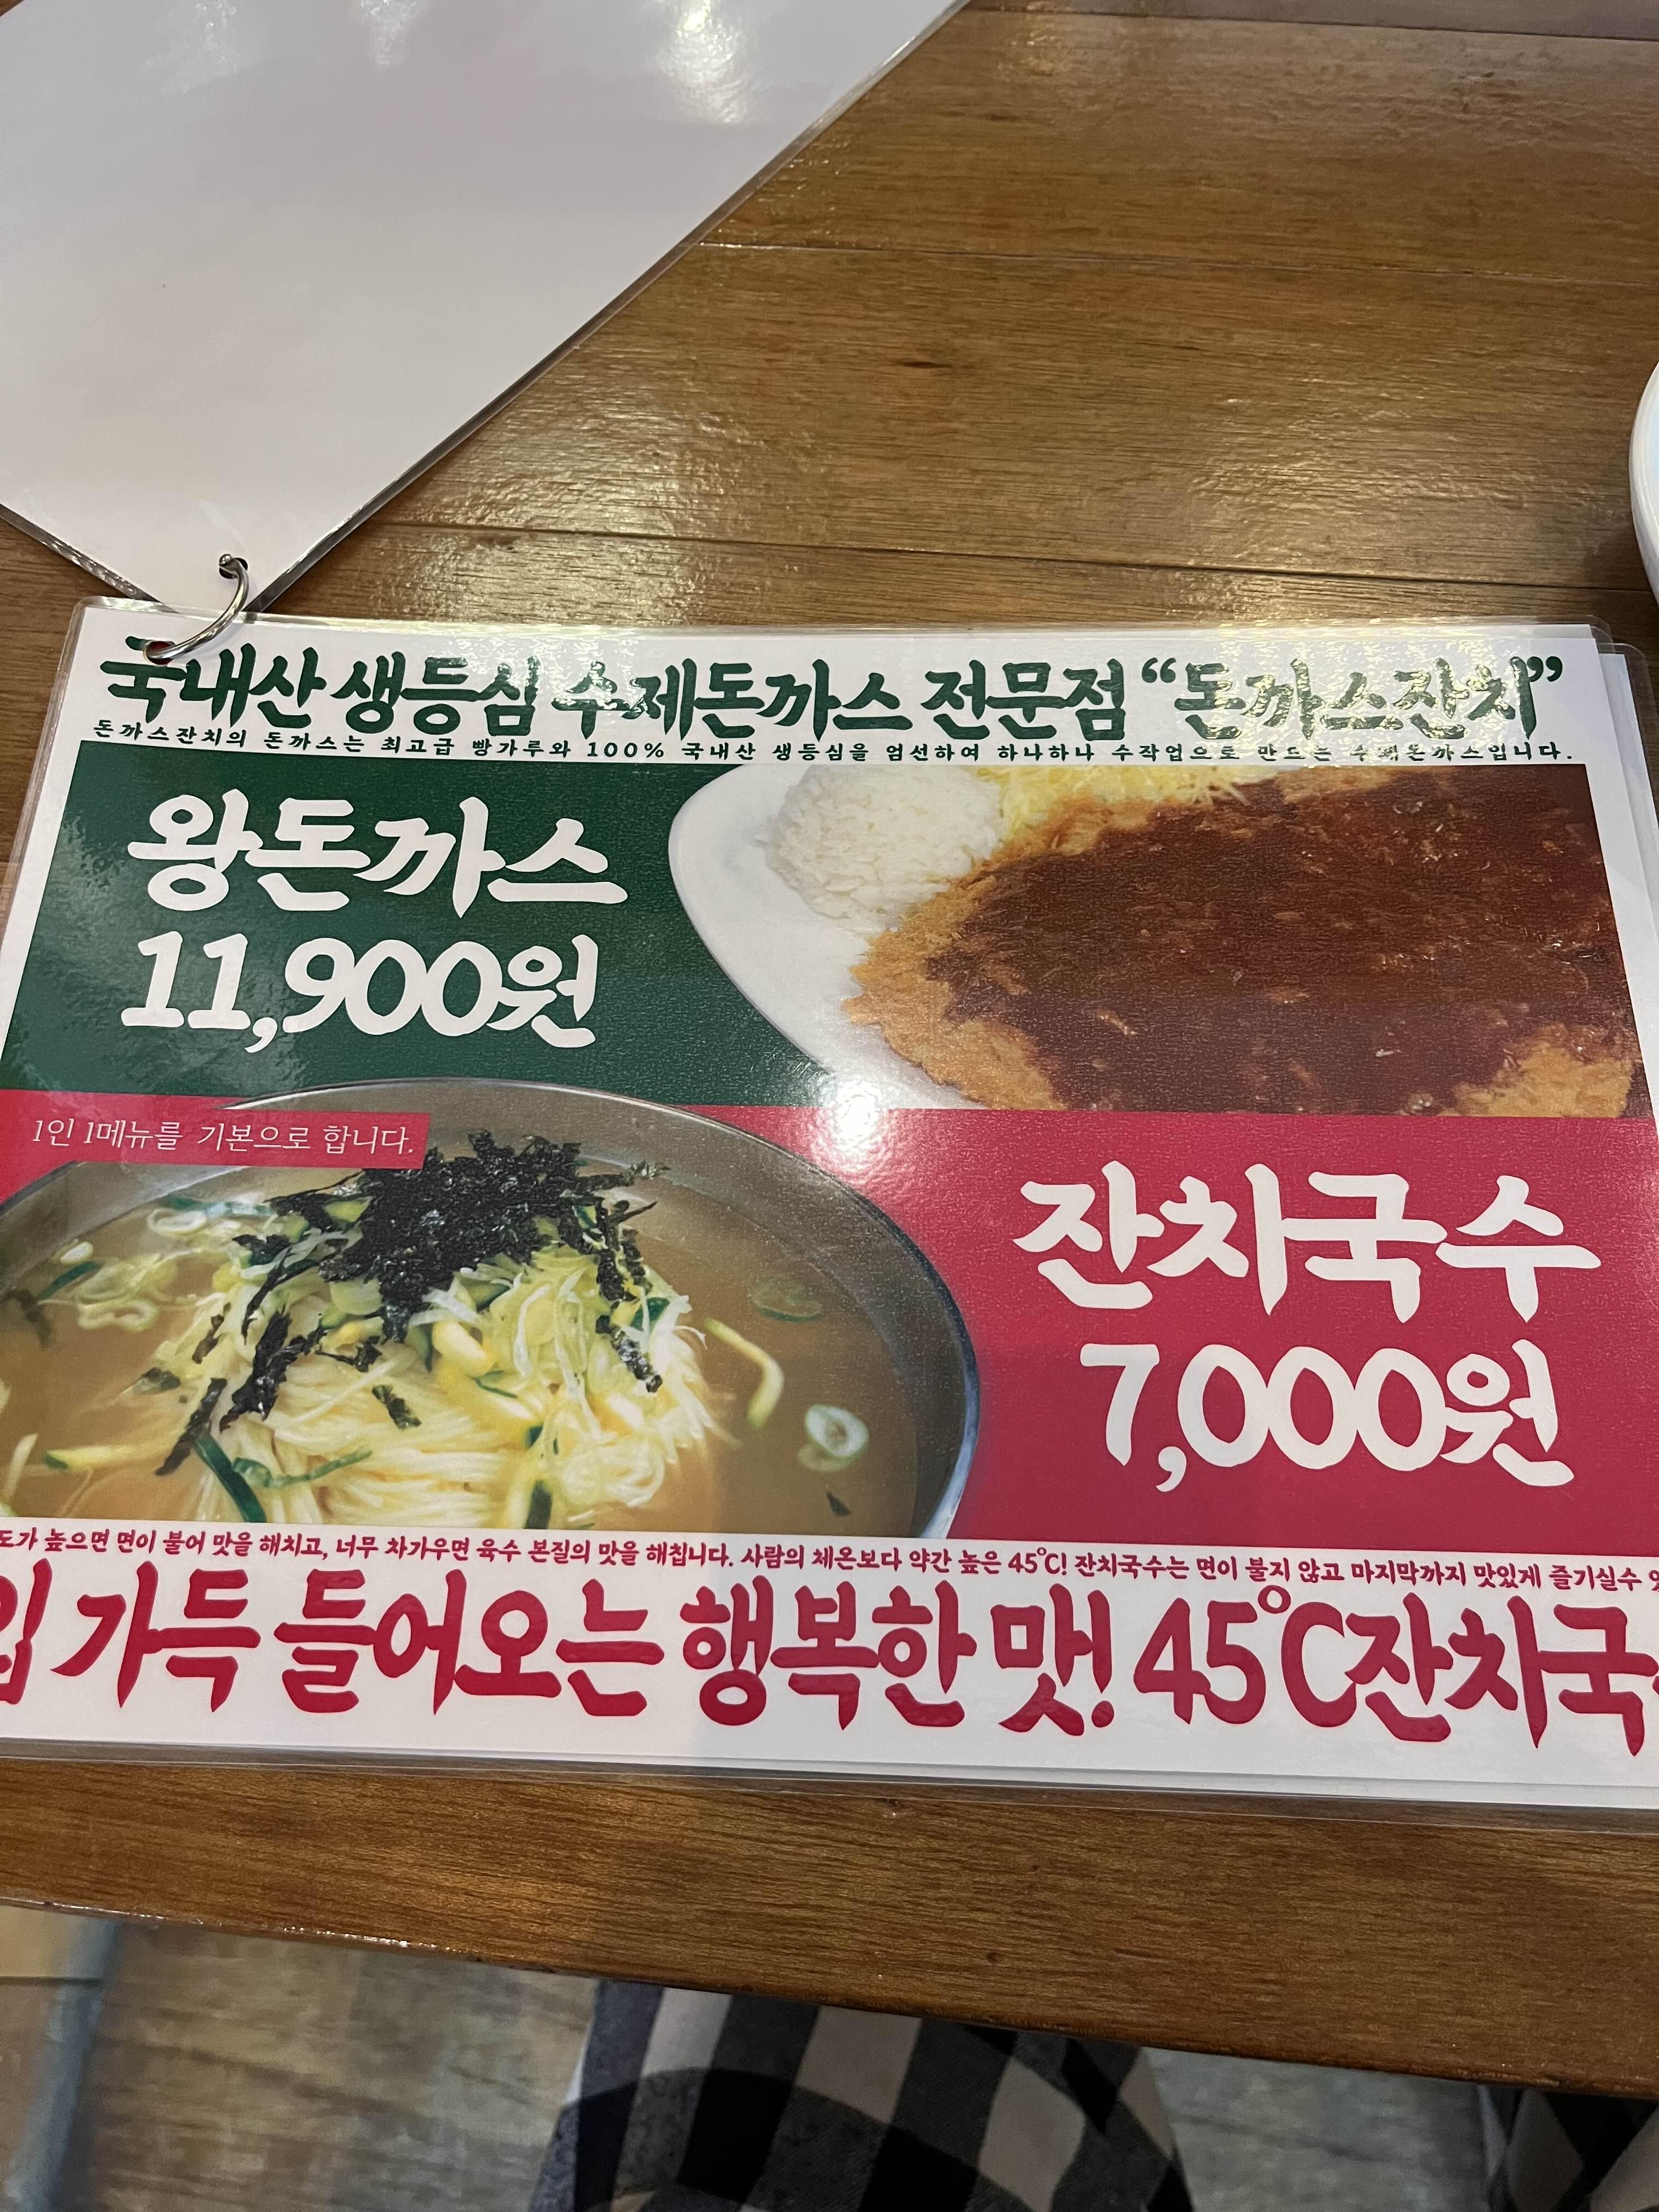 국내산 생등심 수제돈까스 전문점 “돈까스잔치”
돈까스잔치의 돈까스는 최고급 빵가루와 100% 국내산 생등심을 엄선하여 하나하나 수작업으로 만드는 수제돈까스입니다.
왕돈까스
11,900원
1인 1메뉴를 기본으로 합니다.
잔치국수
7,000원
높으면 면이 불어 맛을 해치고, 너무 차가우면 육수 본질의 맛을 해칩니다. 사람의 체온보다 약간 높은 45℃! 잔치국수는 면이 불지 않고 마지막까지 맛있게 즐기실수
입 가득 들어오는 행복한 맛! 45℃잔치국